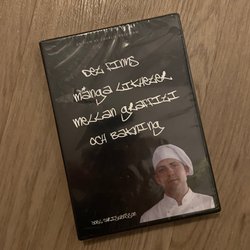 DET FINNS
MÅNGA LIKHETER
MELLAN GRAFFITI
OCH BAKNING